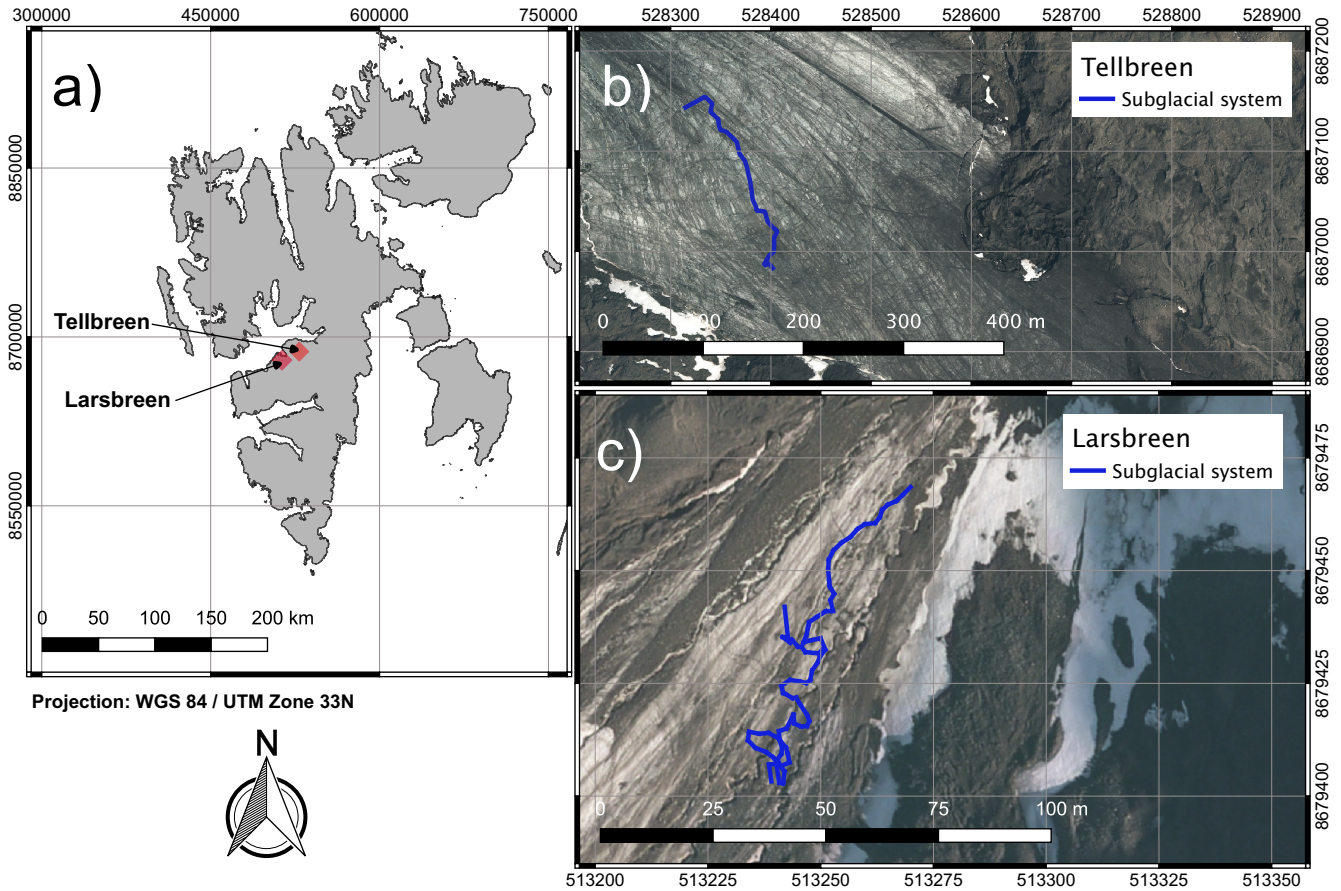 300000 450000 600000 750000
a)
8850000
8700000
8550000
Tellbreen
Larsbreen
0 50 100 150 200 km
Projection: WGS 84 / UTM Zone 33N
N
528300 528400 528500 528600 528700 528800 528900
b)
Tellbreen
Subglacial system
8687200
8687100
8687000
8686900
0 100 200 300 400 m
c)
Larsbreen
Subglacial system
8679475
8679450
8679425
8679400
0 25 50 75 100 m
513200 513225 513250 513275 513300 513325 513350